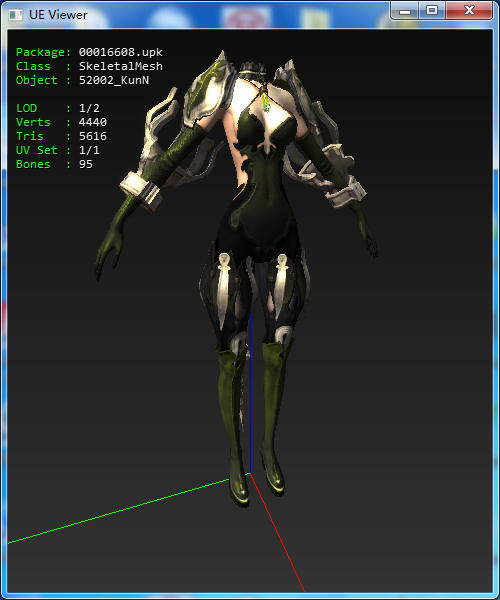 UE Viewer
Package: 00016608.upk
Class : SkeletalMesh
Object : 52002_KunN
LOD : 1/2
Verts : 4440
Tris : 5616
UV Set : 1/1
Bones : 95